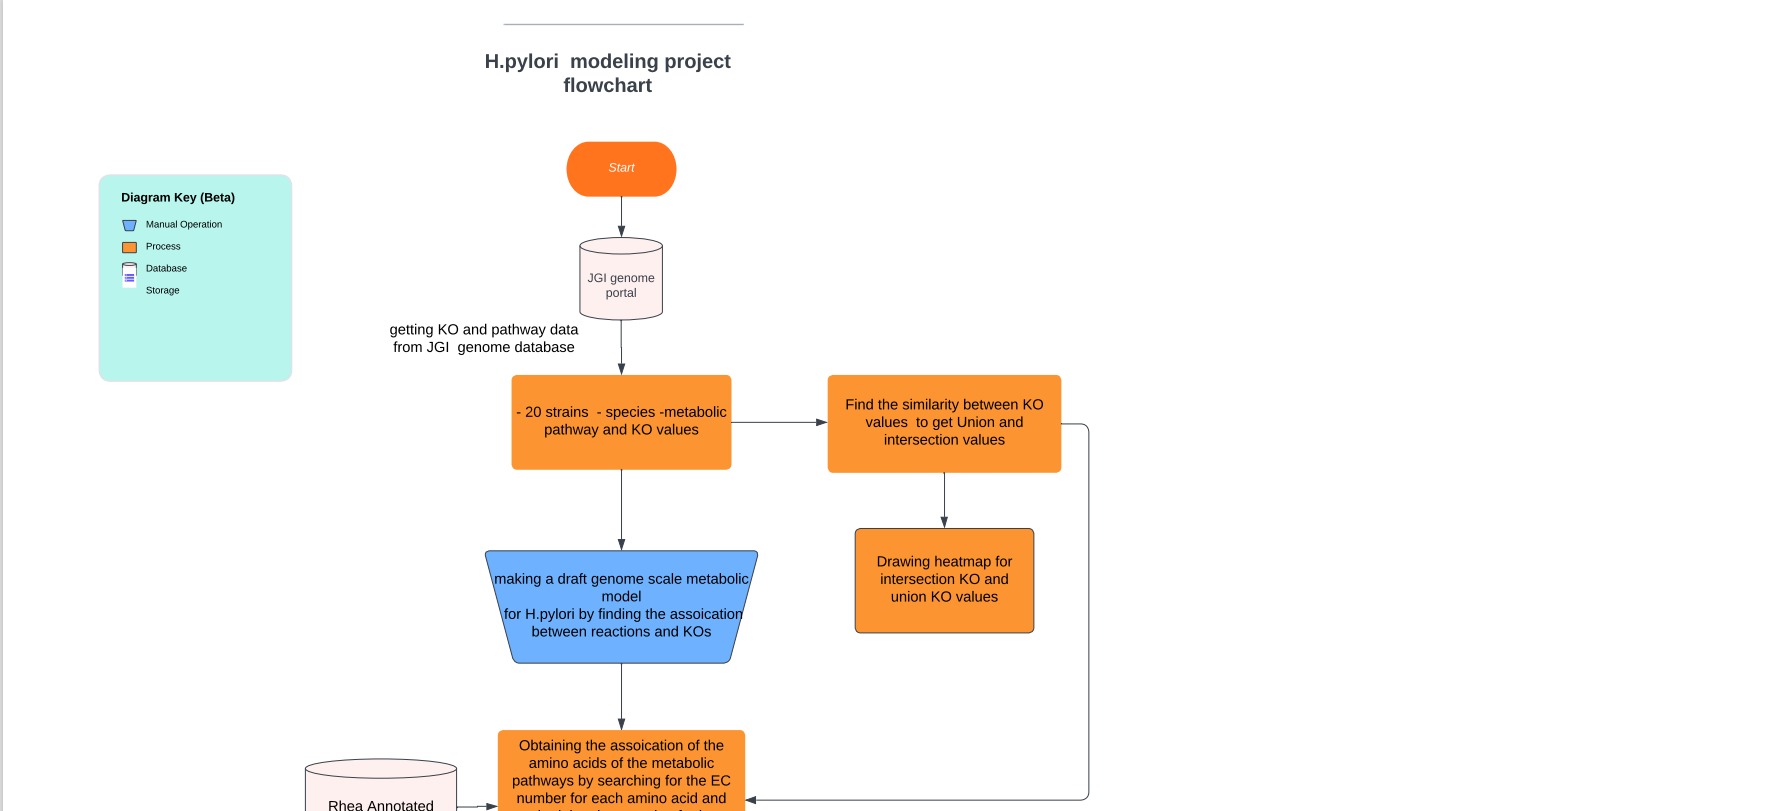 H.pylori  modeling project
flowchart
Start
Diagram Key (Beta)
Manual Operation
Process
Database
Storage
JGI genome
portal
getting KO and pathway data
from JGI  genome database
- 20 strains  - species -metabolic
pathway and KO values
Find the similarity between KO
values  to get Union and
intersection values
Drawing heatmap for
intersection KO and
union KO values
making a draft genome scale metabolic
model
for H.pylori by finding the assoication
between reactions and KOs
Obtaining the assoication of the
amino acids of the metabolic
pathways by searching for the EC
number for each amino acid and
Rhea Annotated